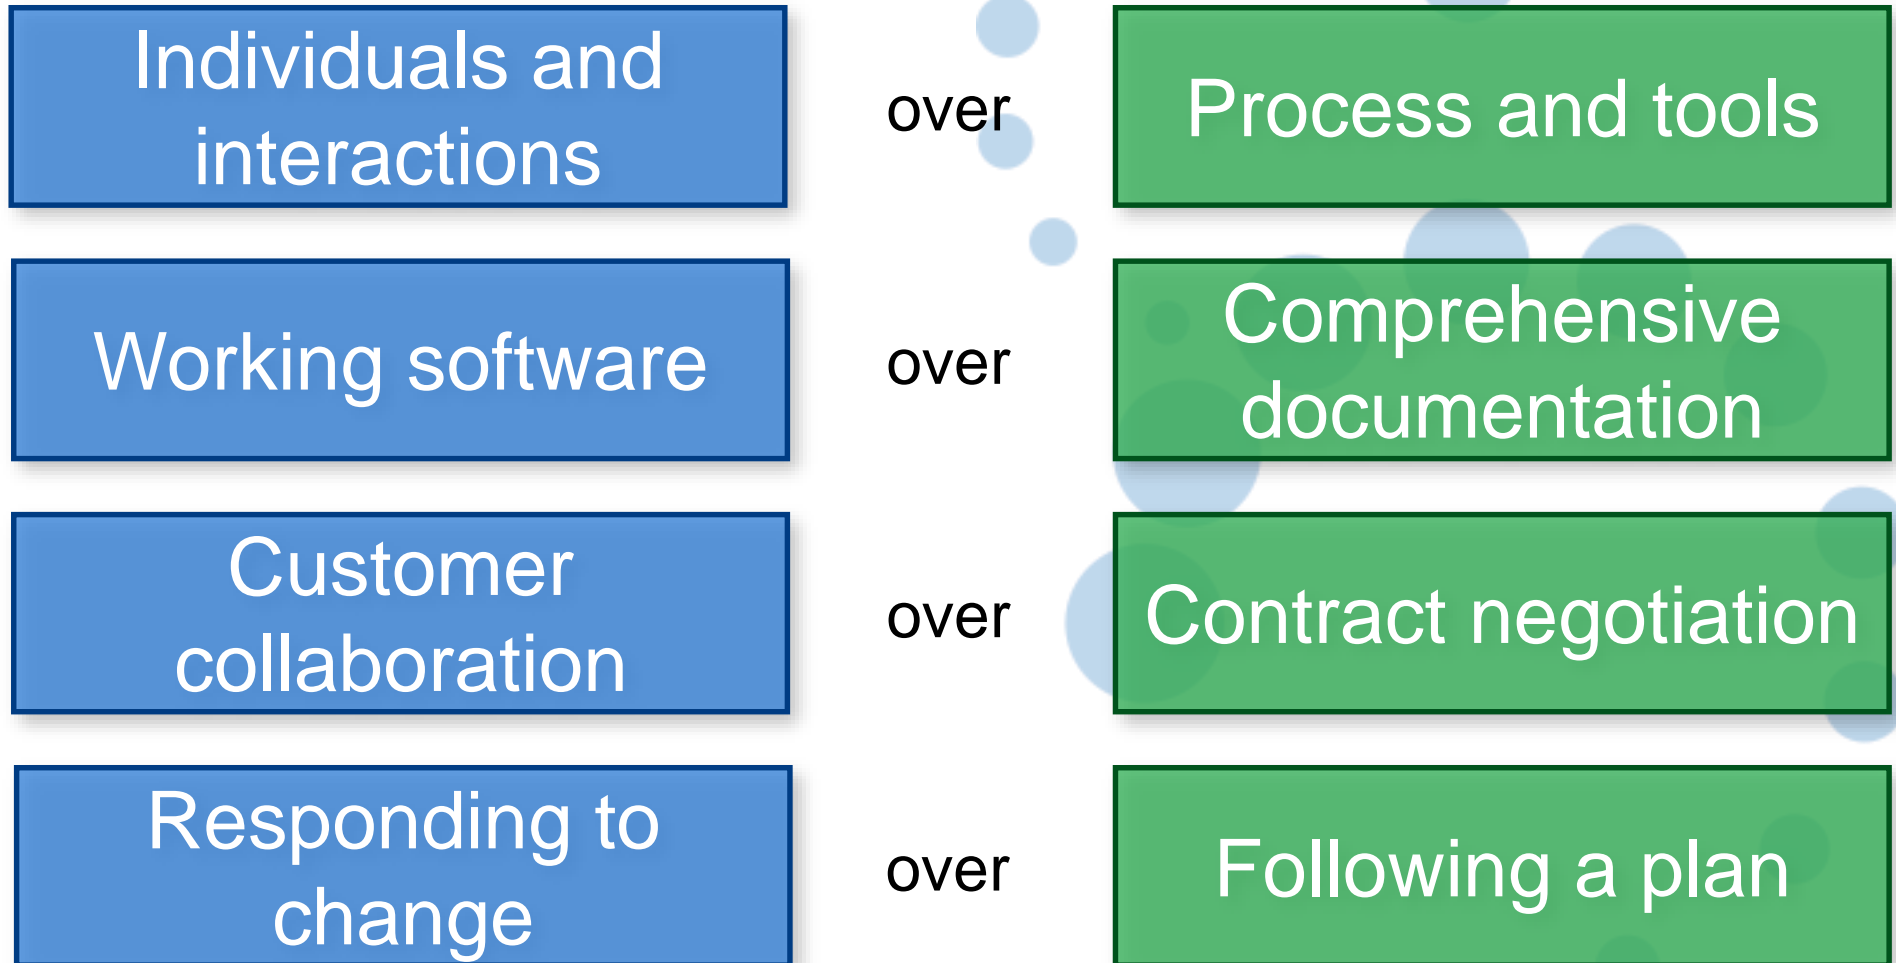 Individuals and
interactions
over
Process and tools
Working software
over
Comprehensive
documentation
Customer
collaboration
over
Contract negotiation
Responding to
change
over
Following a plan